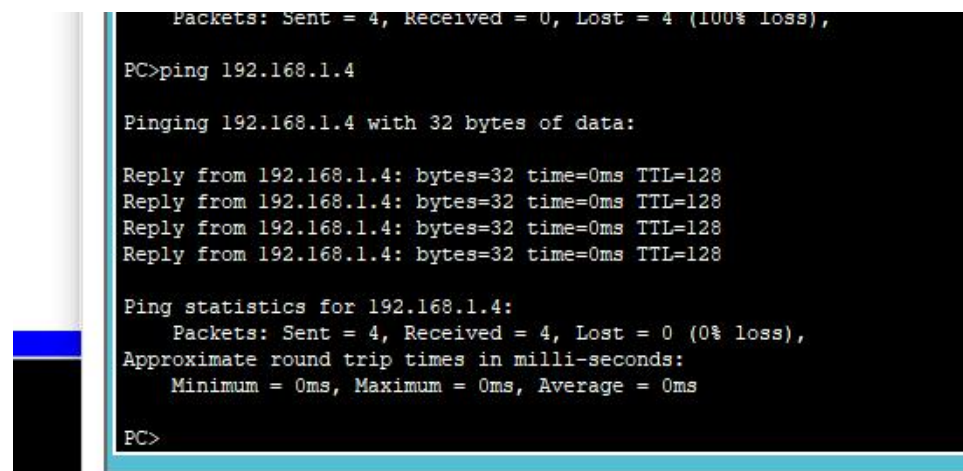 Packets: Sent = 4, Received = 0, Lost = 4 (100% loss),
PC>ping 192.168.1.4
Pinging 192.168.1.4 with 32 bytes of data:
Reply from 192.168.1.4: bytes=32 time=0ms TTL=128
Reply from 192.168.1.4: bytes=32 time=0ms TTL=128
Reply from 192.168.1.4: bytes=32 time=0ms TTL=128
Reply from 192.168.1.4: bytes=32 time=0ms TTL=128
Ping statistics for 192.168.1.4:
Packets: Sent = 4, Received = 4, Lost = 0 (0% loss),
Approximate round trip times in milli-seconds:
Minimum = 0ms, Maximum = 0ms, Average = 0ms
PC>